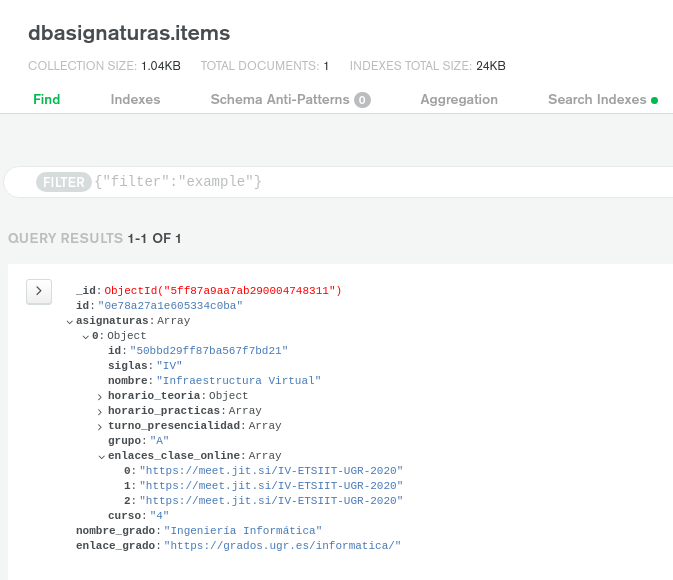 dbasignaturas.items
COLLECTION SIZE: 1.04KB TOTAL DOCUMENTS: 1 INDEXES TOTAL SIZE: 24KB
Find Indexes Schema Anti-Patterns 0 Aggregation Search Indexes
FILTER {"filter":"example"}
QUERY RESULTS 1-1 OF 1
_id: ObjectId("5ff87a9aa7ab290004748311")
id: "0e78a27a1e605334c0ba"
asignaturas: Array
0: Object
id: "50bbd29ff87ba567f7bd21"
siglas: "IV"
nombre: "Infraestructura Virtual"
horario_teoria: Object
horario_practicas: Array
turno_presencialidad: Array
grupo: "A"
enlaces_clase_online: Array
0: "https://meet.jit.si/IV-ETSIIT-UGR-2020"
1: "https://meet.jit.si/IV-ETSIIT-UGR-2020"
2: "https://meet.jit.si/IV-ETSIIT-UGR-2020"
curso: "4"
nombre_grado: "Ingeniería Informática"
enlace_grado: "https://grados.ugr.es/informatica/"